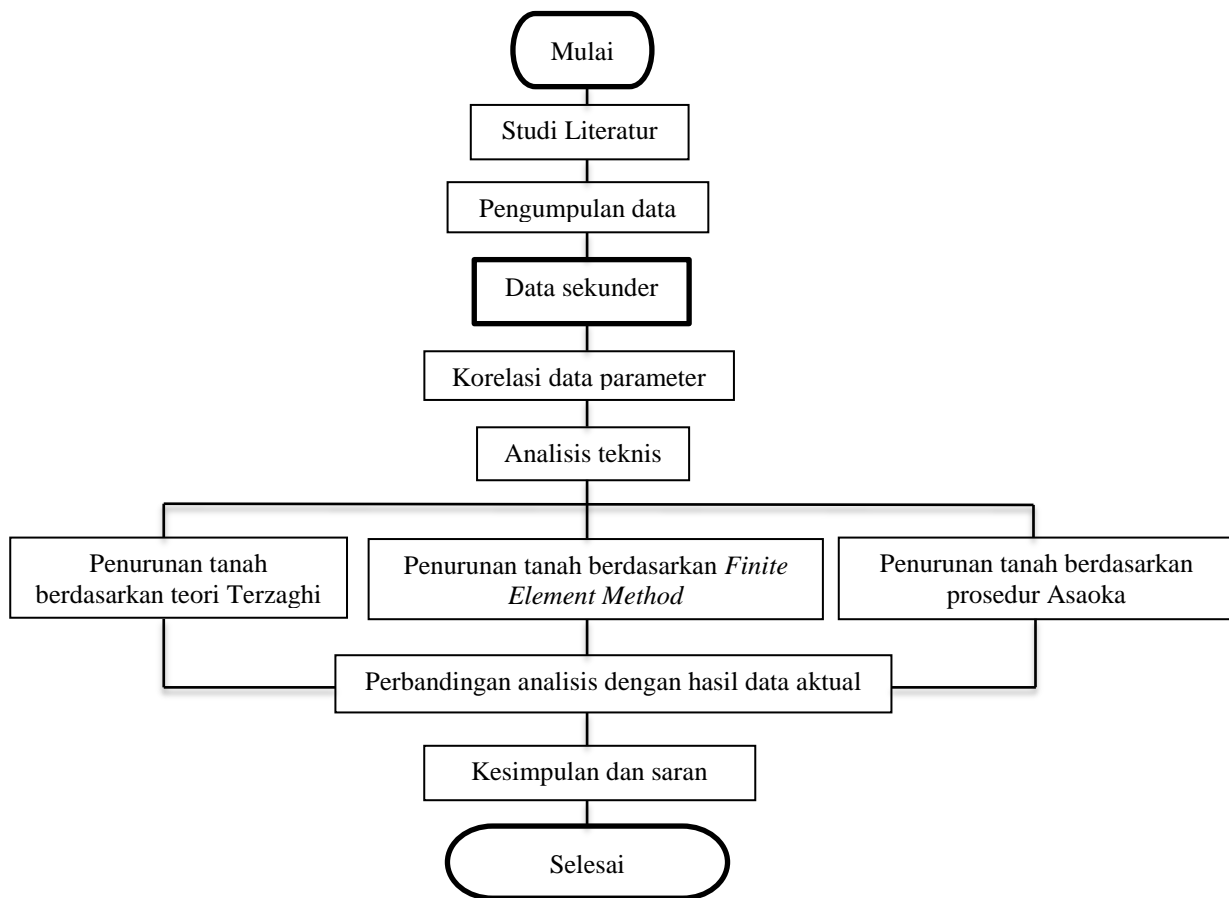 Mulai
Studi Literatur
Pengumpulan data
Data sekunder
Korelasi data parameter
Analisis teknis
Penurunan tanah
berdasarkan teori Terzaghi
Penurunan tanah berdasarkan Finite
Element Method
Penurunan tanah berdasarkan
prosedur Asaoka
Perbandingan analisis dengan hasil data aktual
Kesimpulan dan saran
Selesai